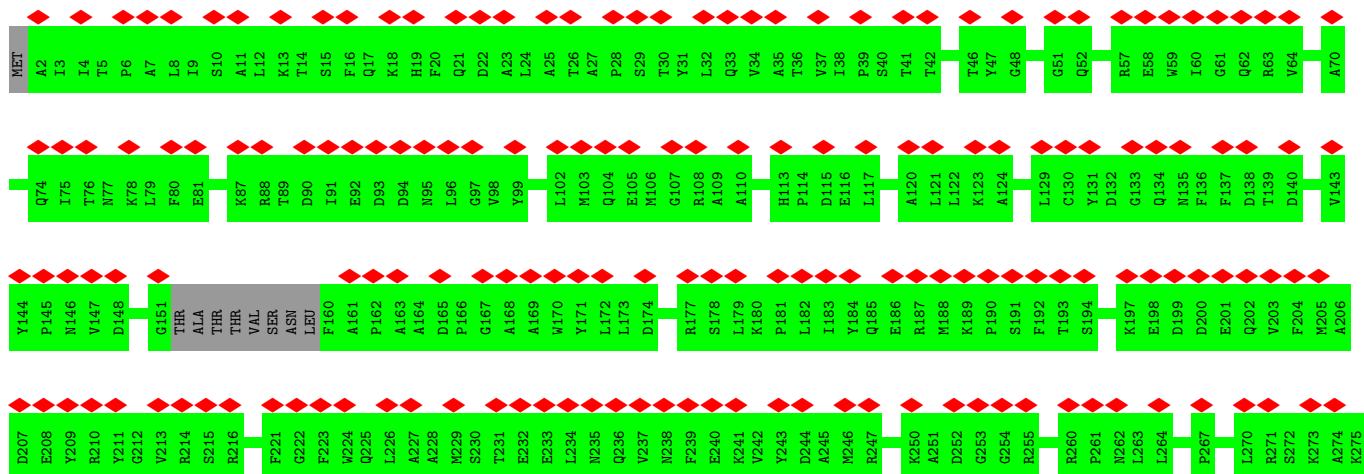 MET A2 I3 I4 T5 P6 A7 L8 I9 S10 A11 L12 K13 T14 S15 F16 Q17 K18 H19 F20 Q21 D22 A23 L24 A25 T26 A27 P28 S29 T30 Y31 L32 Q33 V34 A35 T36 V37 I38 P39 S40 T41 T42 T46 Y47 G48 G51 Q52 R57 E58 W59 I60 G61 Q62 R63 V64 A70
Q74 I75 T76 N77 K78 L79 F80 E81 K87 R88 T89 D90 I91 E92 D93 D94 N95 L96 G97 V98 Y99 L102 M103 Q104 E105 M106 G107 R108 A109 A110 H113 P114 D115 E116 L117 A120 L121 L122 K123 A124 L129 C130 Y131 D132 G133 Q134 N135 F136 F137 D138 T139 D140 V143
Y144 P145 N146 V147 D148 G151 THR ALA THR THR VAL SER ASN LEU F160 A161 P162 A163 A164 D165 P166 G167 A168 A169 W170 Y171 L172 L173 D174 R177 S178 L179 K180 P181 L182 I183 Y184 Q185 E186 R187 M188 K189 P190 S191 F192 T193 S194 K197 E198 D199 D200 E201 Q202 V203 F204 M205 A206
D207 E208 Y209 R210 Y211 G212 V213 R214 S215 R216 F221 G222 F223 W224 Q225 L226 A227 A228 M229 S230 T231 E232 E233 L234 N235 Q236 V237 N238 F239 E240 K241 V242 Y243 D244 A245 M246 R247 K250 A251 D252 G253 G254 R255 R260 P261 N262 L263 L264 P267 L270 R271 S272 K273 A274 K275